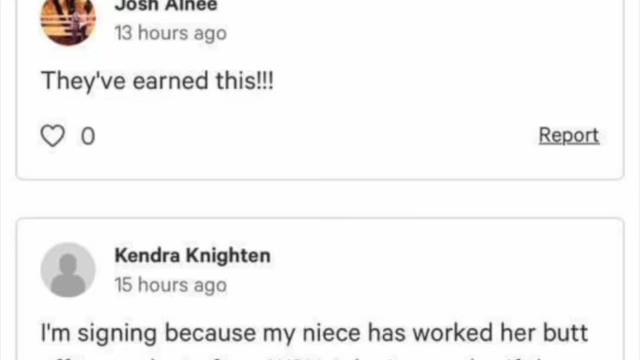 Josh Ainee
13 hours ago
They've earned this!!!
0
Report
Kendra Knighten
15 hours ago
I'm signing because my niece has worked her butt